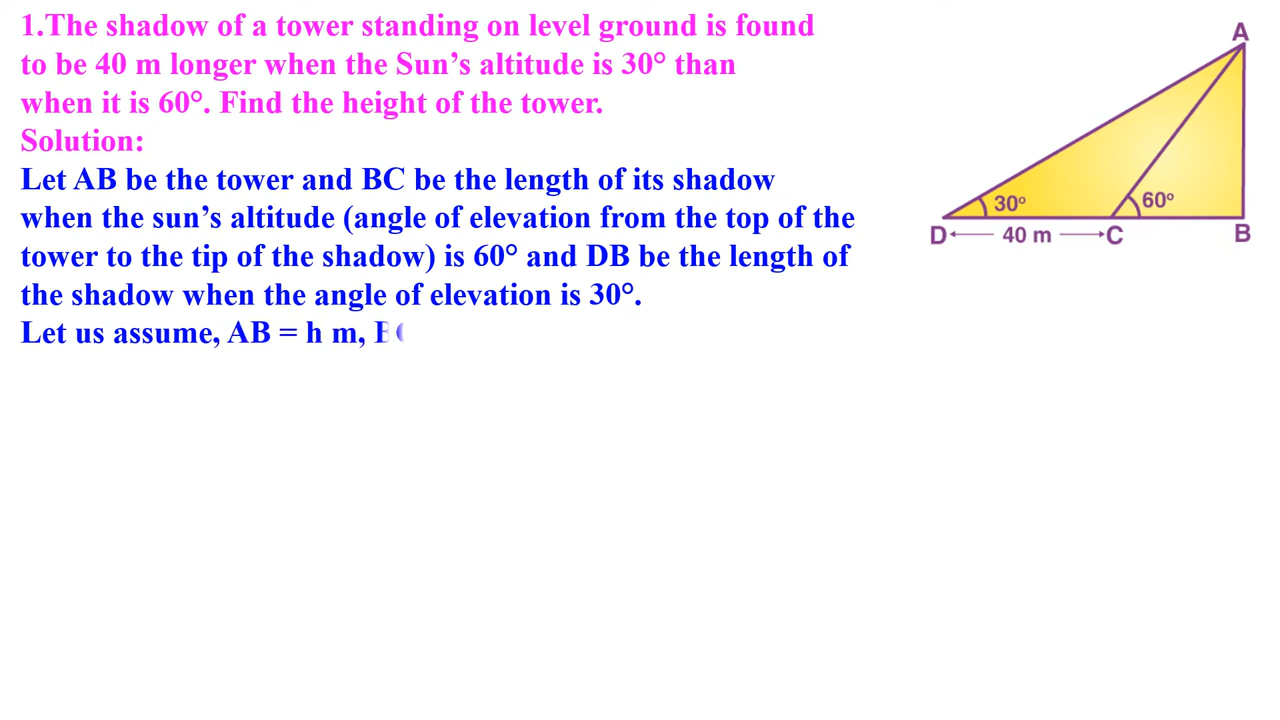 1.The shadow of a tower standing on level ground is found
to be 40 m longer when the Sun’s altitude is 30° than
when it is 60°. Find the height of the tower.
Solution:
Let AB be the tower and BC be the length of its shadow
when the sun’s altitude (angle of elevation from the top of the
tower to the tip of the shadow) is 60° and DB be the length of
the shadow when the angle of elevation is 30°.
Let us assume, AB = h m,
A
30°
60°
D
40 m
C
B